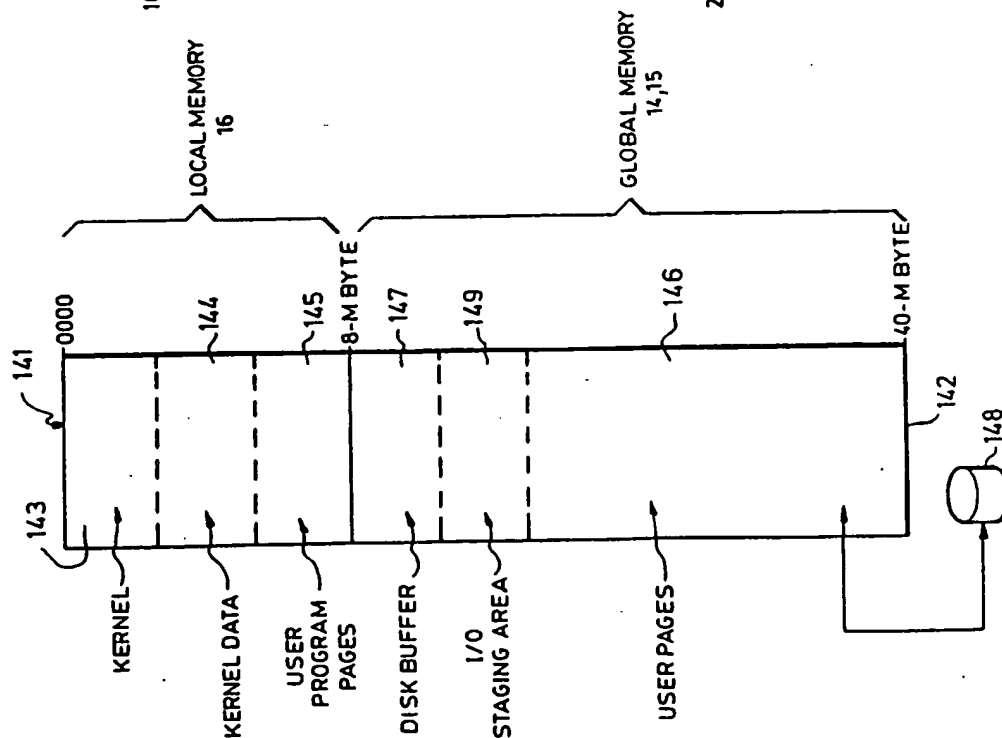 141
0000
143
KERNEL
144
KERNEL DATA
145
USER
PROGRAM
PAGES
LOCAL MEMORY
16
8-M BYTE
147
DISK BUFFER
149
I/O
STAGING AREA
146
USER PAGES
GLOBAL MEMORY
14,15
40-M BYTE
142
148